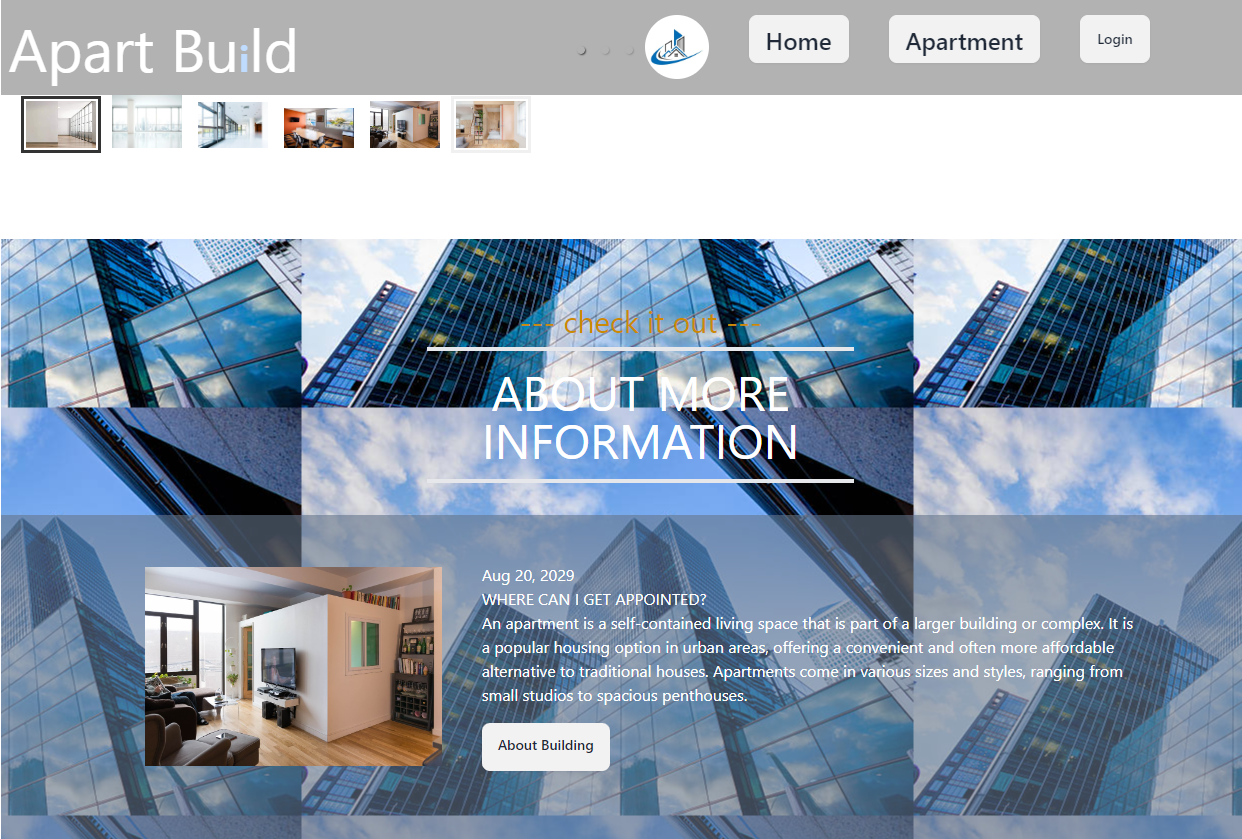 Apart Build
Home
Apartment
Login
--- check it out ---
ABOUT MORE
INFORMATION
Aug 20, 2029
WHERE CAN I GET APPOINTED?
An apartment is a self-contained living space that is part of a larger building or complex. It is
a popular housing option in urban areas, offering a convenient and often more affordable
alternative to traditional houses. Apartments come in various sizes and styles, ranging from
small studios to spacious penthouses.
About Building